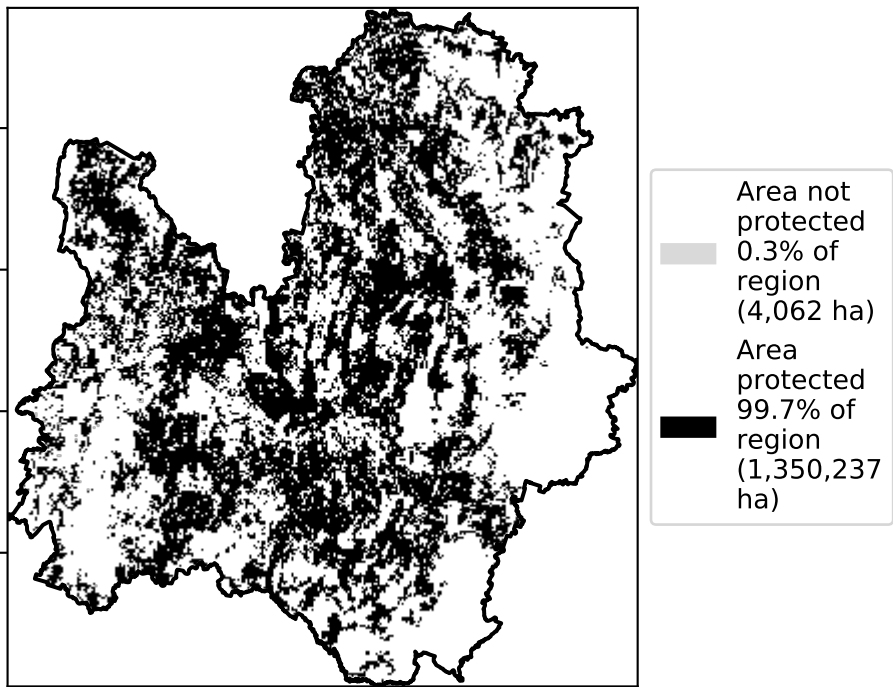 Area not
protected
0.3% of
region
(4,062 ha)
Area
protected
99.7% of
region
(1,350,237
ha)